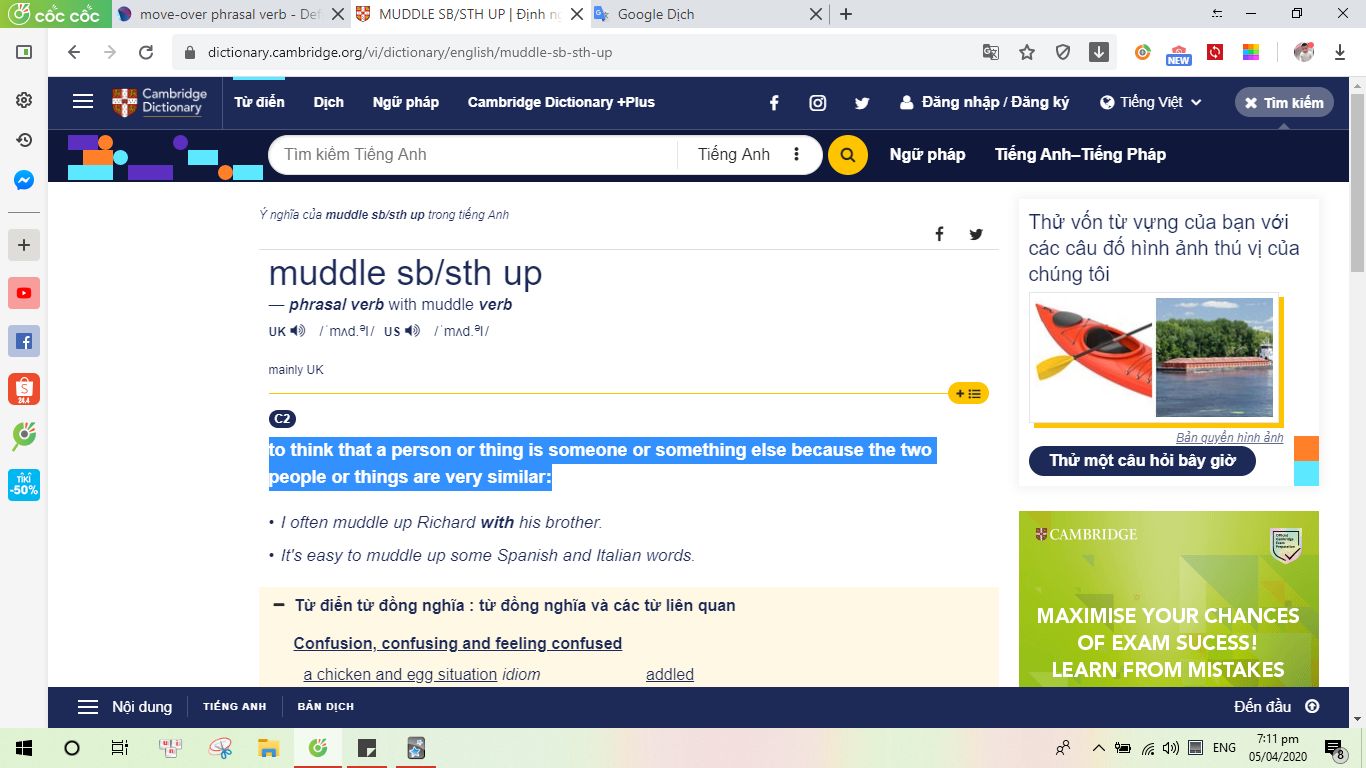 cốc cốc
move-over phrasal verb - Def
MUDDLE SB/STH UP | Định ng
Google Dịch
dictionary.cambridge.org/vi/dictionary/english/muddle-sb-sth-up
NEW
Cambridge
Dictionary
Từ điển
Dịch
Ngữ pháp
Cambridge Dictionary +Plus
Đăng nhập / Đăng ký
Tiếng Việt
Tìm kiếm
Tìm kiếm Tiếng Anh
Tiếng Anh
Ngữ pháp
Tiếng Anh–Tiếng Pháp
Ý nghĩa của muddle sb/sth up trong tiếng Anh
muddle sb/sth up
— phrasal verb with muddle verb
UK /ˈmʌd.ᵊl/ US /ˈmʌd.ᵊl/
mainly UK
C2
to think that a person or thing is someone or something else because the two
people or things are very similar:
• I often muddle up Richard with his brother.
• It's easy to muddle up some Spanish and Italian words.
Từ điển từ đồng nghĩa : từ đồng nghĩa và các từ liên quan
Confusion, confusing and feeling confused
a chicken and egg situation idiom
addled
Thử vốn từ vựng của bạn với
các câu đố hình ảnh thú vị của
chúng tôi
Bản quyền hình ảnh
Thử một câu hỏi bây giờ
CAMBRIDGE
MAXIMISE YOUR CHANCES
OF EXAM SUCESS!
LEARN FROM MISTAKES
24.4
TIKI
-50%
Nội dung
TIẾNG ANH
BẢN DỊCH
Đến đầu
ENG
7:11 pm
05/04/2020
8